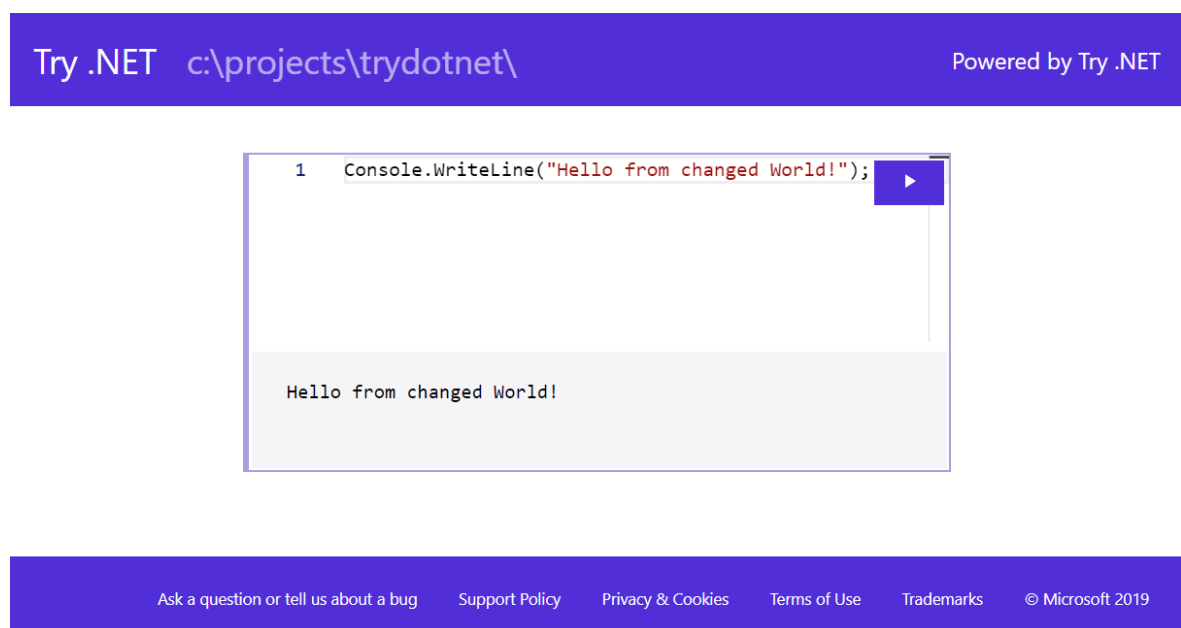 Try .NET c:\projects\trydotnet\ Powered by Try .NET
1 Console.WriteLine("Hello from changed World!");
Hello from changed World!
Ask a question or tell us about a bug Support Policy Privacy & Cookies Terms of Use Trademarks © Microsoft 2019